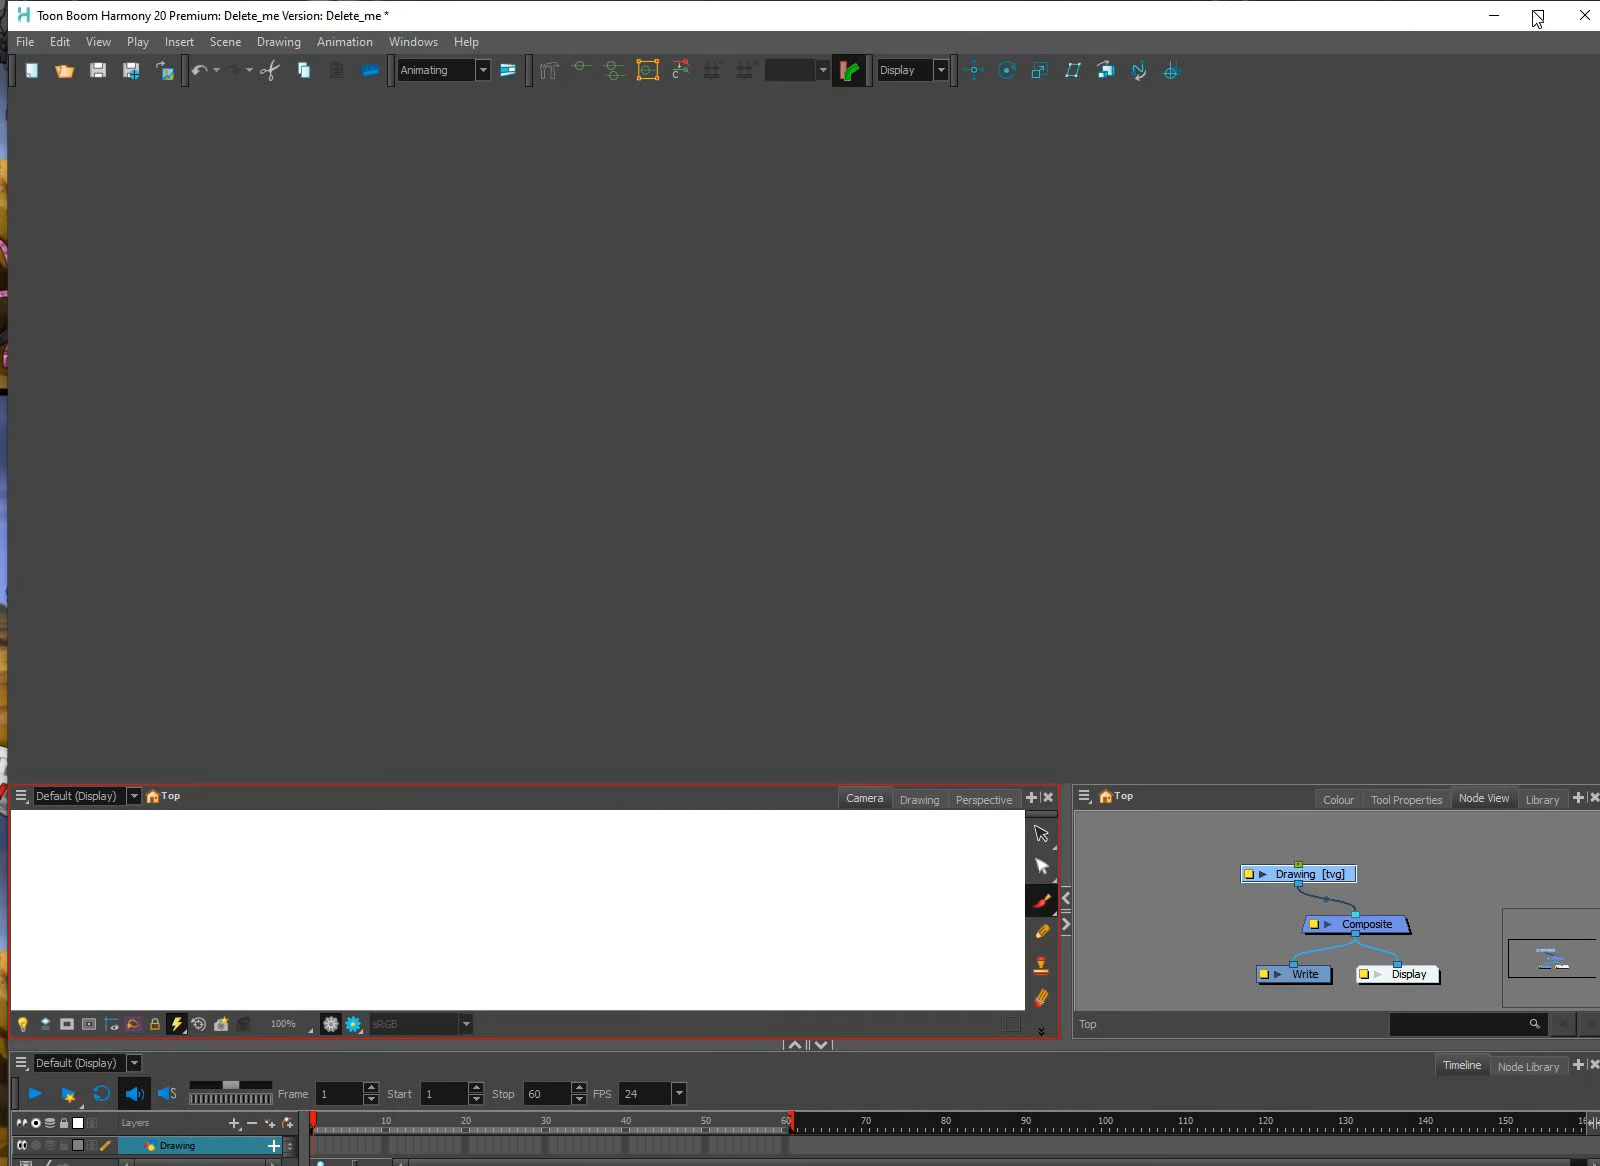 Toon Boom Harmony 20 Premium: Delete_me Version: Delete_me *
File Edit View Play Insert Scene Drawing Animation Windows Help
Animating Display
Default (Display) Top Camera Drawing Perspective
Top Colour Tool Properties Node View Library
Drawing [tvg]
Composite
Write Display
100% sRGB
Top
Default (Display) Timeline Node Library
Frame 1 Start 1 Stop 60 FPS 24
Layers 10 20 30 40 50 60 70 80 90 100 110 120 130 140 150
Drawing